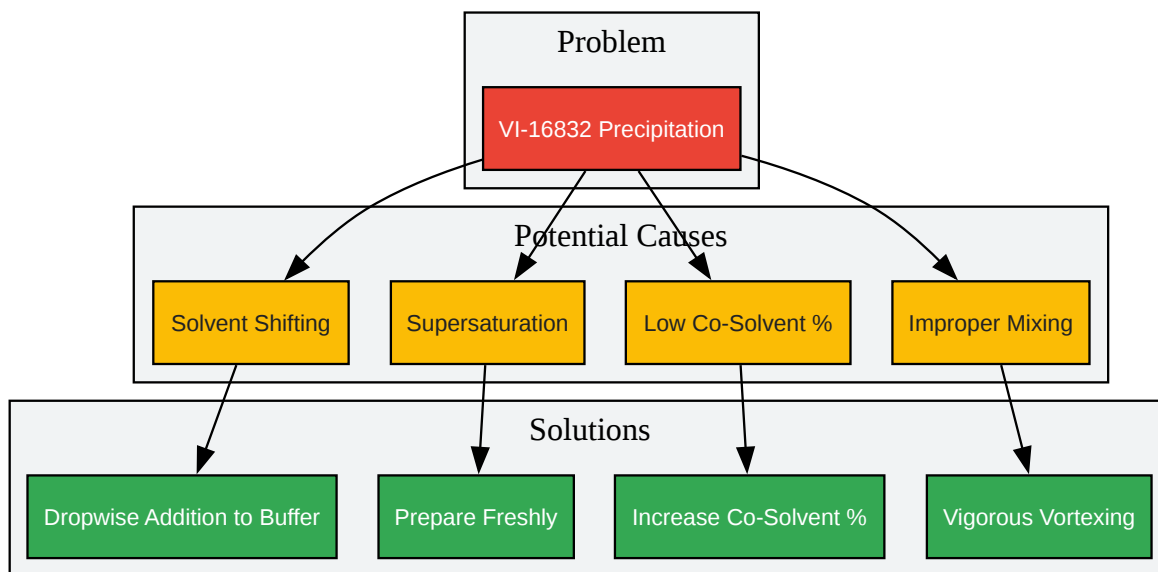 Problem
VI-16832 Precipitation
Potential Causes
Solvent Shifting
Supersaturation
Low Co-Solvent %
Improper Mixing
Solutions
Dropwise Addition to Buffer
Prepare Freshly
Increase Co-Solvent %
Vigorous Vortexing